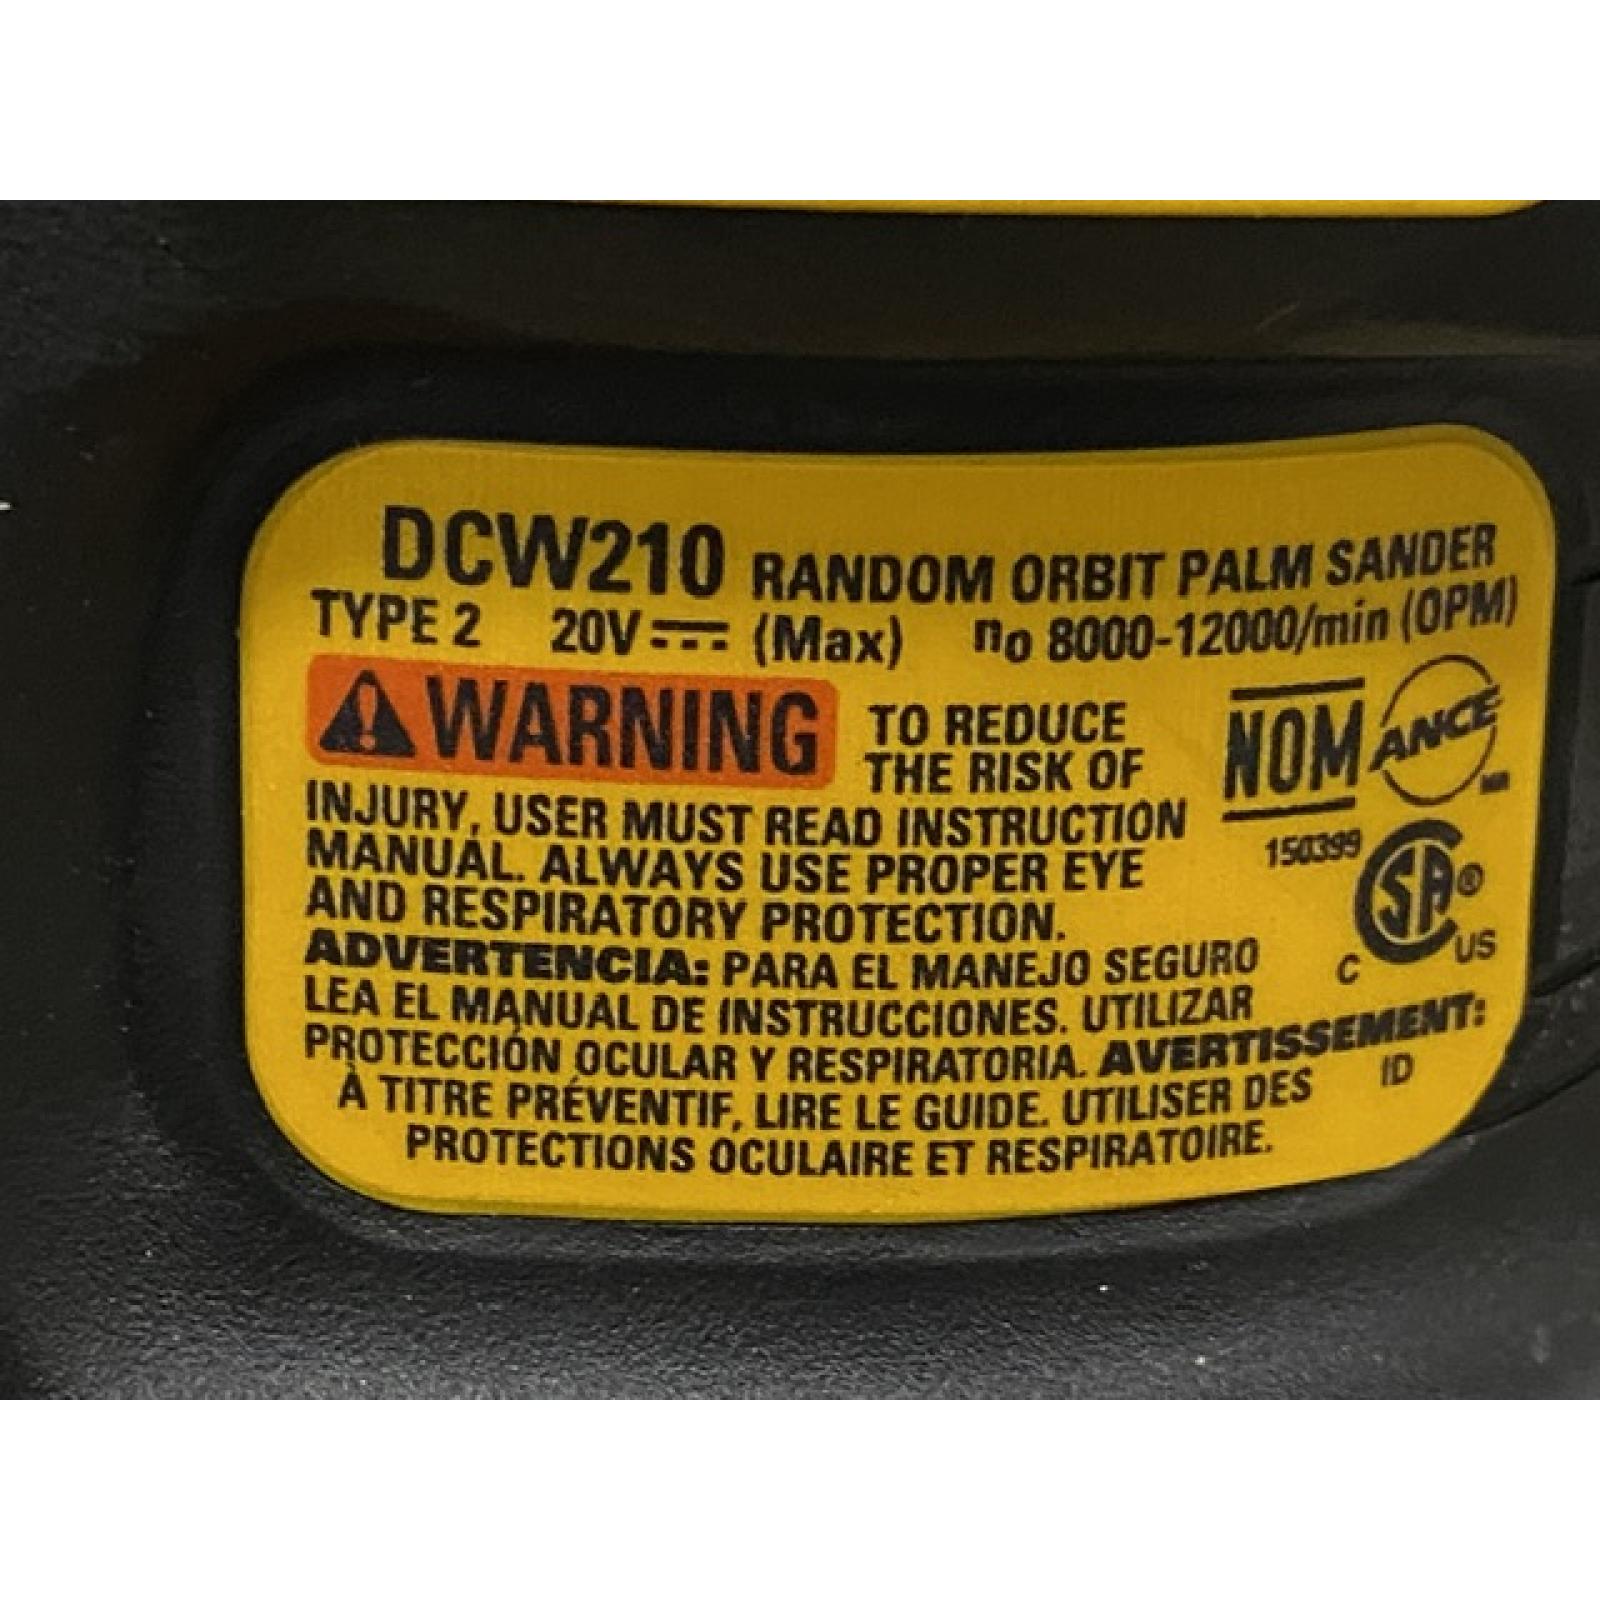 DCW210 RANDOM ORBIT PALM SANDER
TYPE 2 20V (Max) no 8000-12000/min (OPM)
WARNING TO REDUCE
THE RISK OF
INJURY, USER MUST READ INSTRUCTION
MANUAL. ALWAYS USE PROPER EYE
AND RESPIRATORY PROTECTION.
ADVERTENCIA: PARA EL MANEJO SEGURO
LEA EL MANUAL DE INSTRUCCIONES. UTILIZAR
PROTECCIÓN OCULAR Y RESPIRATORIA. AVERTISSEMENT:
À TITRE PRÉVENTIF, LIRE LE GUIDE. UTILISER DES
PROTECTIONS OCULAIRE ET RESPIRATOIRE.
NOM ANCE
150399
C SA ® US
ID